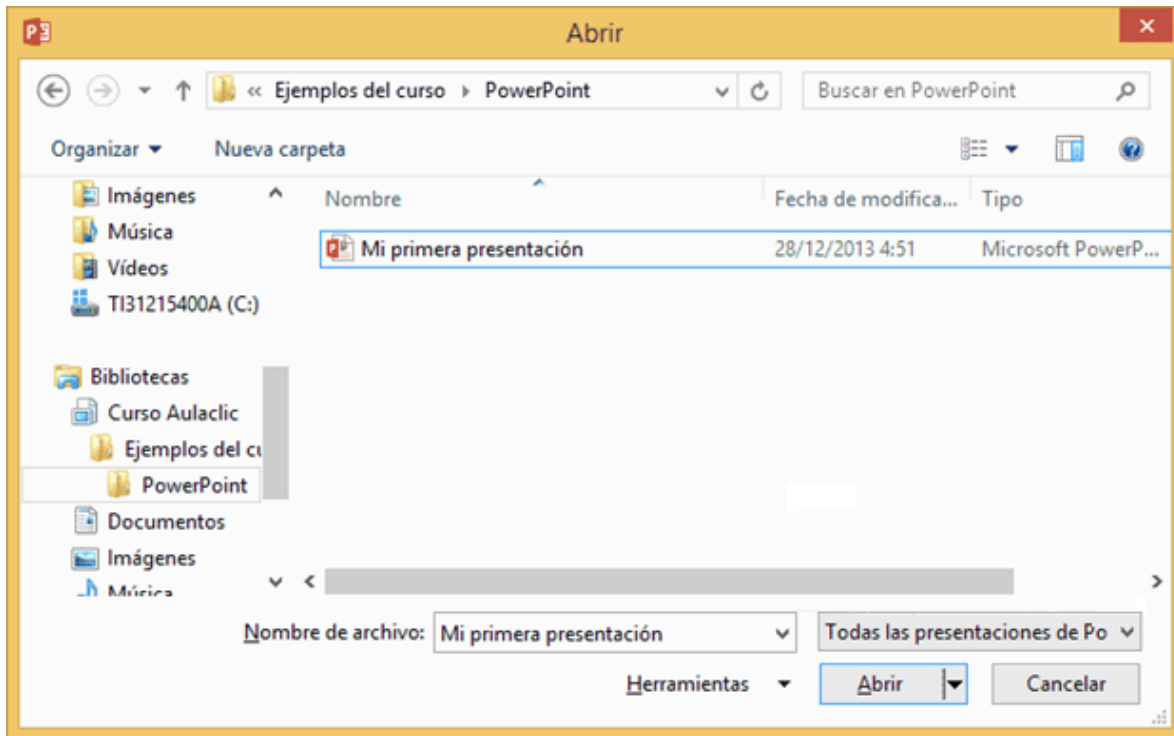 Abrir
« Ejemplos del curso PowerPoint Buscar en PowerPoint
Organizar Nueva carpeta
Imágenes
Música
Vídeos
TI31215400A (C:)
Bibliotecas
Curso Aulaclic
Ejemplos del cu
PowerPoint
Documentos
Imágenes
Música
Nombre Fecha de modifica... Tipo
Mi primera presentación 28/12/2013 4:51 Microsoft PowerP...
Nombre de archivo: Mi primera presentación Todas las presentaciones de Po
Herramientas Abrir Cancelar